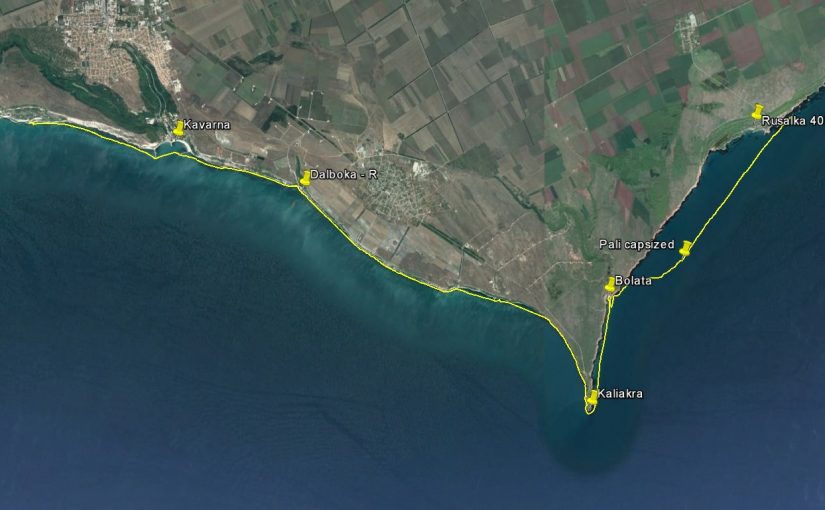 Kavarna
Rusalka 40
Dalboka - R
Pali capsized
Bolata
Kaliakra